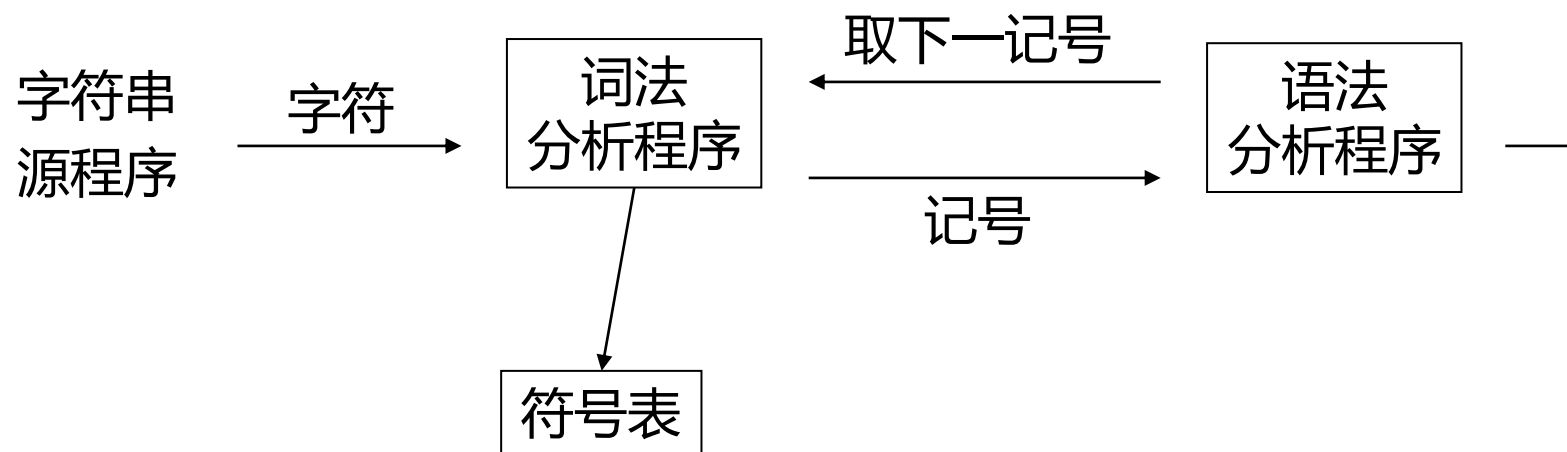 字符串
源程序
字符
词法
分析程序
取下一记号
记号
语法
分析程序
符号表